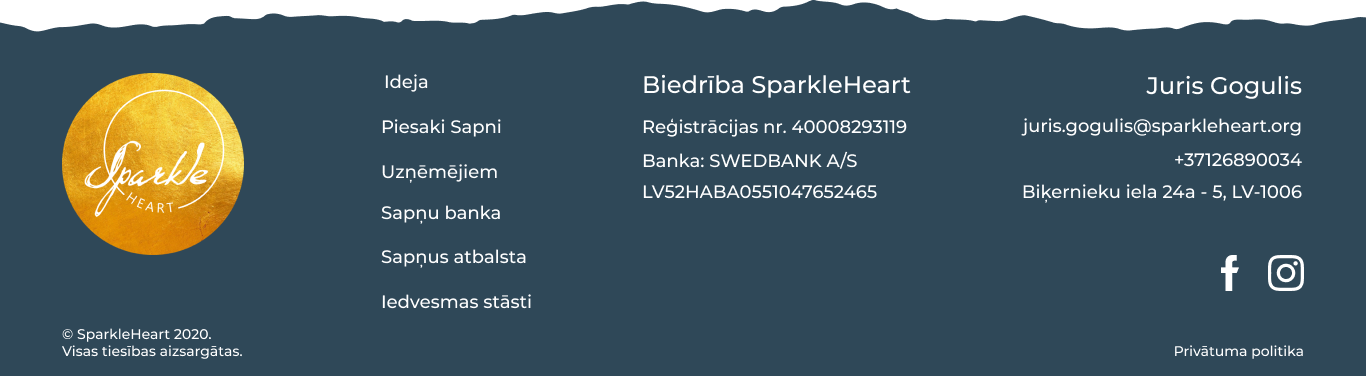 Sparkle
HEART
Ideja
Piesaki Sapni
Uzņēmējiem
Sapņu banka
Sapņus atbalsta
Iedvesmas stāsti
Biedrība SparkleHeart
Reģistrācijas nr. 40008293119
Banka: SWEDBANK A/S
LV52HABA0551047652465
Juris Gogulis
juris.gogulis@sparkleheart.org
+37126890034
Biķernieku iela 24a - 5, LV-1006
© SparkleHeart 2020.
Visas tiesības aizsargātas.
Privātuma politika